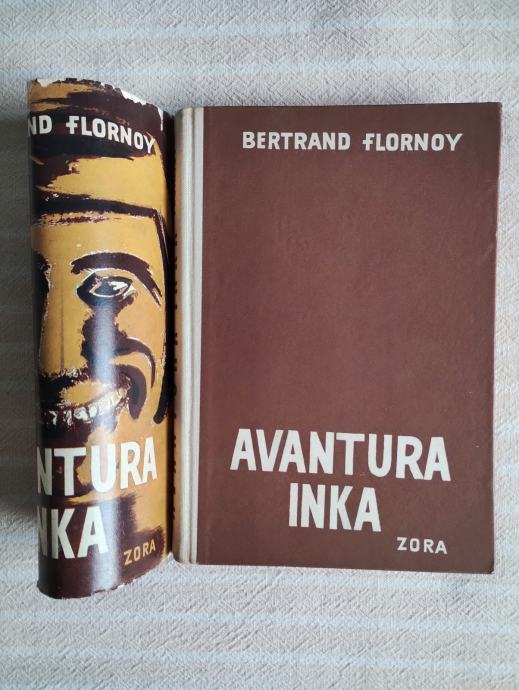 ND FLORNOY
NTURA
NKA
ZORA
BERTRAND FLORNOY
AVANTURA
INKA
ZORA